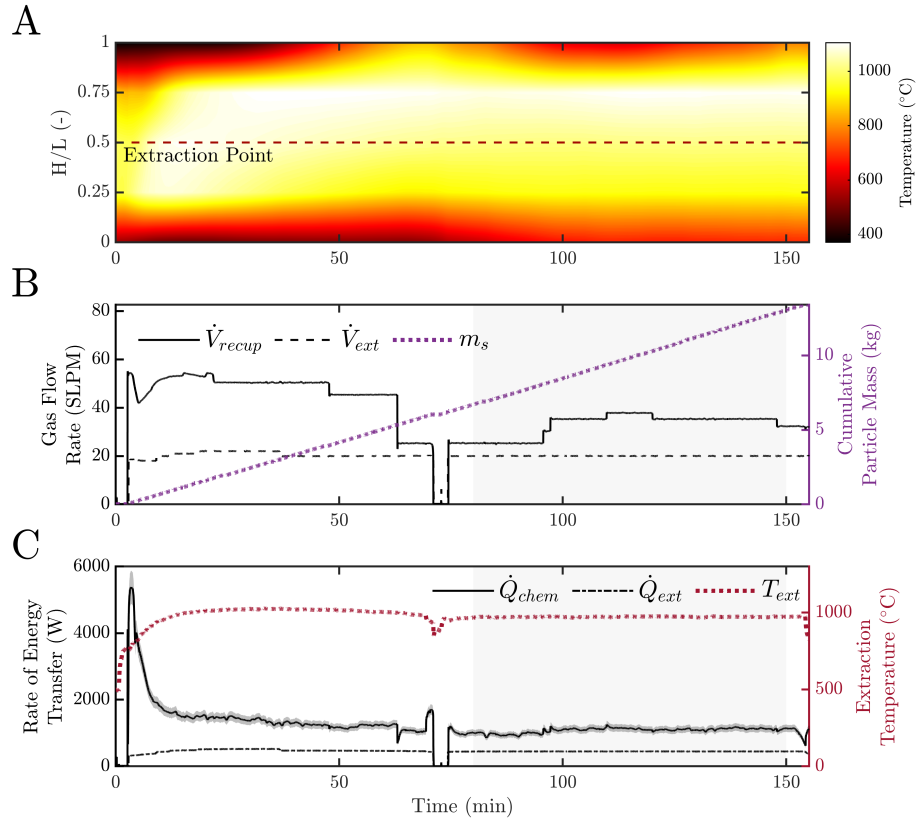 A
1
0.75
0.5
0.25
0
H/L (-)
Extraction Point
0
50
100
150
1000
800
600
400
Temperature (°C)
B
80
60
40
20
0
Gas Flow
Rate (SLPM)
V̇recup
V̇ext
ms
10
5
0
Cumulative
Particle Mass (kg)
0
50
100
150
C
6000
4000
2000
0
Rate of Energy
Transfer (W)
Q̇chem
Q̇ext
Text
1000
500
0
Extraction
Temperature (°C)
0
50
100
150
Time (min)